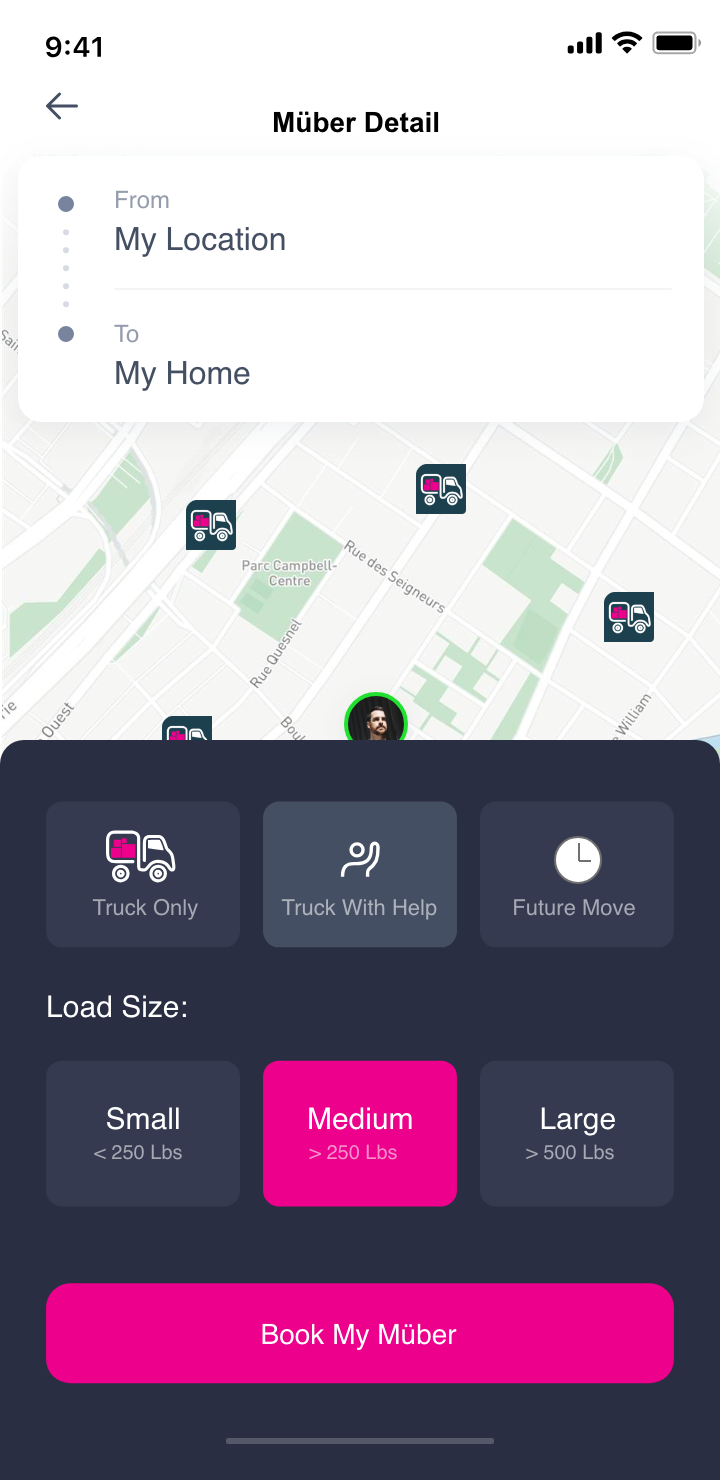 9:41
Müber Detail
From
My Location
To
My Home
Parc Campbell-
Centre
Rue des Seigneurs
Rue Quesnel
Ouest
William
Truck Only
Truck With Help
Future Move
Load Size:
Small
< 250 Lbs
Medium
> 250 Lbs
Large
> 500 Lbs
Book My Müber